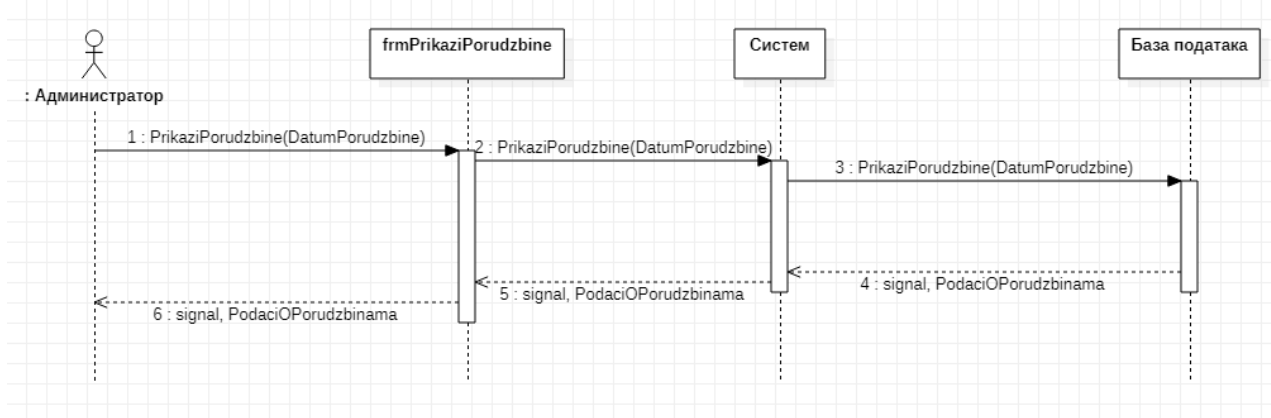 frmPrikaziPorudzbine
Систем
База података
: Администратор
1 : PrikaziPorudzbine(DatumPorudzbine)
2 : PrikaziPorudzbine(DatumPorudzbine)
3 : PrikaziPorudzbine(DatumPorudzbine)
4 : signal, PodaciOPorudzbinama
5 : signal, PodaciOPorudzbinama
6 : signal, PodaciOPorudzbinama